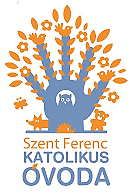 Szent Ferenc
KATOLIKUS
ÓVODA